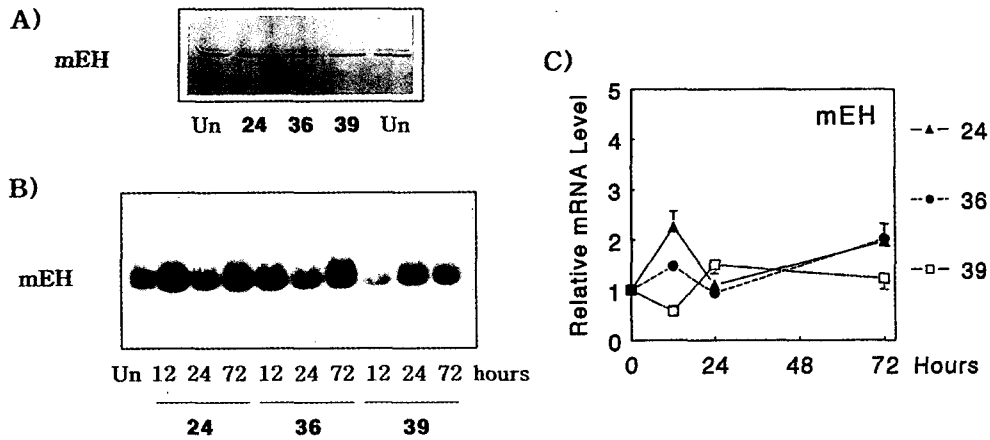 A)
mEH
Un 24 36 39 Un
B)
mEH
Un 12 24 72 12 24 72 12 24 72 hours
24 36 39
C)
Relative mRNA Level
5
4
3
2
1
0
mEH
0 24 48 72 Hours
24
36
39